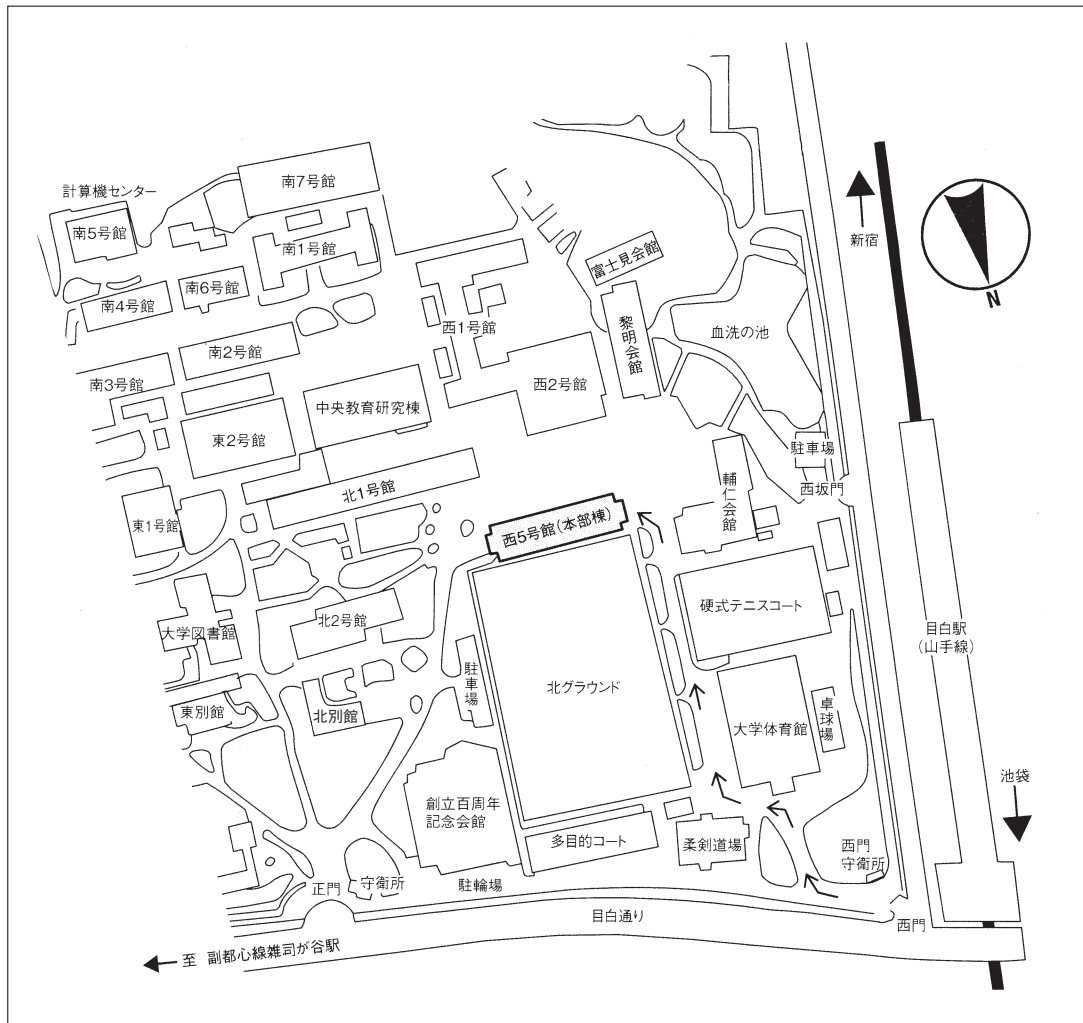 計算機センター
南7号館
南5号館
南1号館
新宿
富士見会館
南6号館
南4号館
N
西1号館
黎明会館
血洗の池
南2号館
南3号館
西2号館
中央教育研究棟
東2号館
駐車場
北1号館
輔仁会館
西坂門
東1号館
西5号館(本部棟)
硬式テニスコート
北2号館
大学図書館
目白駅
(山手線)
駐車場
北グラウンド
東別館
北別館
大学体育館
卓球場
池袋
創立百周年
記念会館
多目的コート
柔剣道場
西門
守衛所
正門
守衛所
駐輪場
目白通り
西門
至 副都心線雑司が谷駅